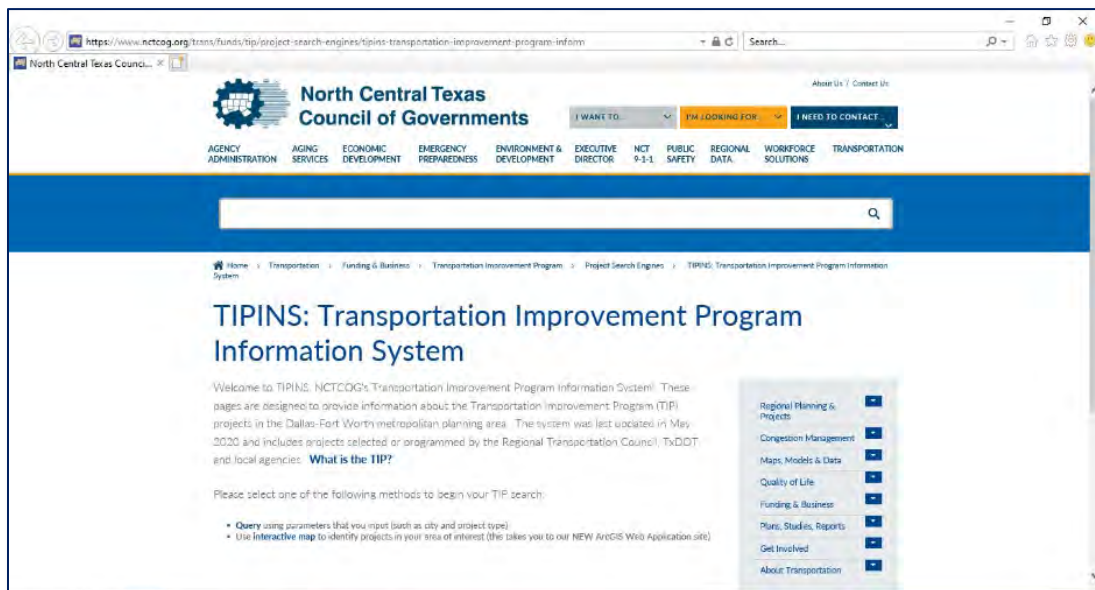 https://www.nctcog.org/trans/funds/tip/project-search-engines/tipins-transportation-improvement-program-inform
Search...
North Central Texas Counci...
About Us / Contact Us
North Central Texas
Council of Governments
I WANT TO...
I'M LOOKING FOR...
I NEED TO CONTACT...
AGENCY ADMINISTRATION
AGING SERVICES
ECONOMIC DEVELOPMENT
EMERGENCY PREPAREDNESS
ENVIRONMENT & DEVELOPMENT
EXECUTIVE DIRECTOR
NCT 9-1-1
PUBLIC SAFETY
REGIONAL DATA
WORKFORCE SOLUTIONS
TRANSPORTATION
Home > Transportation > Funding & Business > Transportation Improvement Program > Project Search Engines > TIPINS: Transportation Improvement Program Information
System
TIPINS: Transportation Improvement Program
Information System
Welcome to TIPINS, NCTCOG's Transportation Improvement Program Information System! These
pages are designed to provide information about the Transportation Improvement Program (TIP)
projects in the Dallas-Fort Worth metropolitan planning area. The system was last updated in May
2020 and includes projects selected or programmed by the Regional Transportation Council, TxDOT
and local agencies. What is the TIP?
Please select one of the following methods to begin your TIP search:
• Query using parameters that you input (such as city and project type)
• Use interactive map to identify projects in your area of interest (this takes you to our NEW ArcGIS Web Application site)
Regional Planning &
Projects
Congestion Management
Maps, Models & Data
Quality of Life
Funding & Business
Plans, Studies, Reports
Get Involved
About Transportation